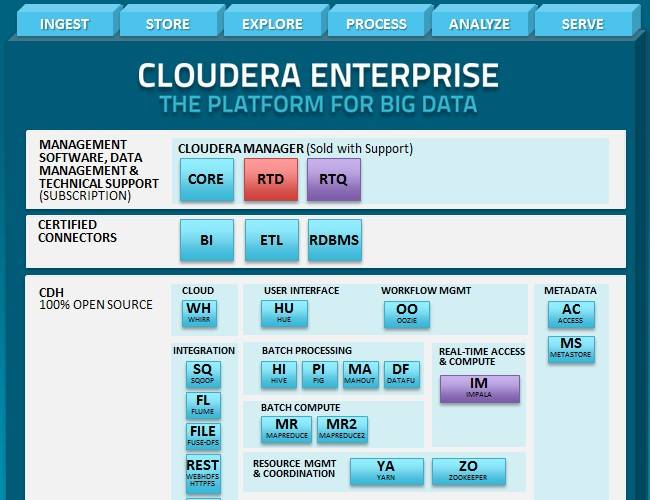 INGEST STORE EXPLORE PROCESS ANALYZE SERVE
CLOUDERA ENTERPRISE
THE PLATFORM FOR BIG DATA
MANAGEMENT
SOFTWARE, DATA
MANAGEMENT &
TECHNICAL SUPPORT
(SUBSCRIPTION)
CLOUDERA MANAGER (Sold with Support)
CORE RTD RTQ
CERTIFIED
CONNECTORS
BI ETL RDBMS
CDH
100% OPEN SOURCE
CLOUD
WH
WHIRR
USER INTERFACE
HU
HUE
WORKFLOW MGMT
OO
OOZIE
METADATA
AC
ACCESS
MS
METASTORE
INTEGRATION
SQ
SQOOP
FL
FLUME
FILE
FUSE-DFS
REST
WEBHDFS
HTTPFS
BATCH PROCESSING
HI
HIVE
PI
PIG
MA
MAHOUT
DF
DATAFU
REAL-TIME ACCESS
& COMPUTE
IM
IMPALA
BATCH COMPUTE
MR
MAPREDUCE
MR2
MAPREDUCE2
RESOURCE MGMT
& COORDINATION
YA
YARN
ZO
ZOOKEEPER